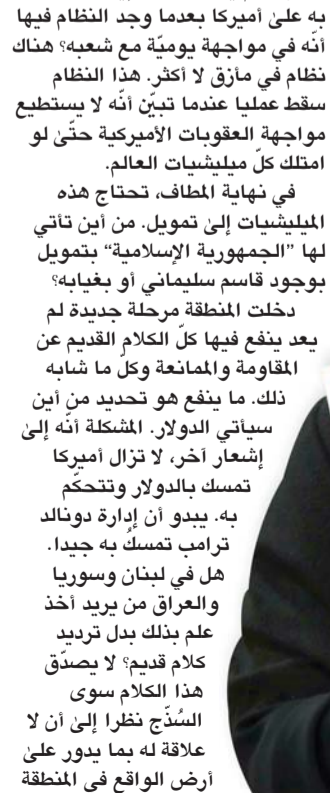 به على أميركا بعدما وجد النظام فيها
أنّه في مواجهة يوميّة مع شعبه؟ هناك
نظام في مأزق لا أكثر. هذا النظام
سقط عمليا عندما تبيّن أنّه لا يستطيع
مواجهة العقوبات الأميركية حتّى لو
امتلك كلّ ميليشيات العالم.
في نهاية المطاف، تحتاج هذه
الميليشيات إلى تمويل. من أين تأتي
لها ”الجمهورية الإسلامية“ بتمويل
بوجود قاسم سليماني أو بغيابه؟
دخلت المنطقة مرحلة جديدة لم
يعد ينفع فيها كلّ الكلام القديم عن
المقاومة والممانعة وكلّ ما شابه
ذلك. ما ينفع هو تحديد من أين
سيأتي الدولار. المشكلة أنّه إلى
إشعار آخر، لا تزال أميركا
تمسك بالدولار وتتحكّم
به. يبدو أن إدارة دونالد
ترامب تمسكُ به جيدا.
هل في لبنان وسوريا
والعراق من يريد أخذ
علم بذلك بدل ترديد
كلام قديم؟ لا يصدّق
هذا الكلام سوى
السُذّج نظرا إلى أن لا
علاقة له بما يدور على
أرض الواقع في المنطقة